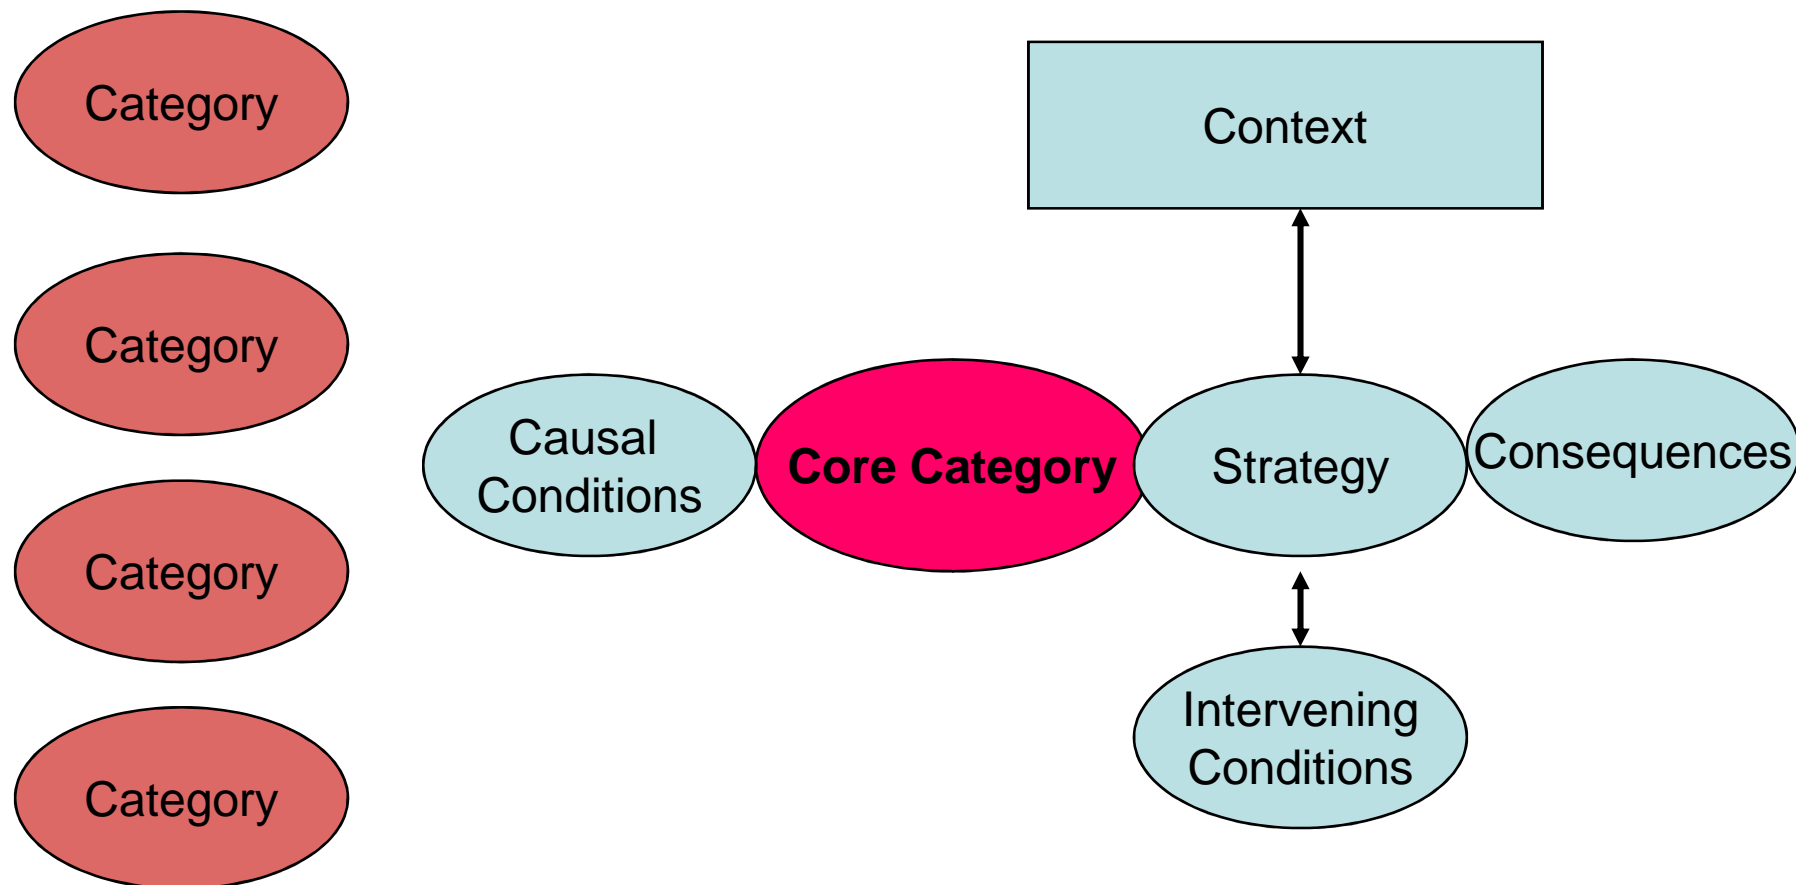 Category
Category
Category
Category
Context
Causal
Conditions
Core Category
Strategy
Consequences
Intervening
Conditions